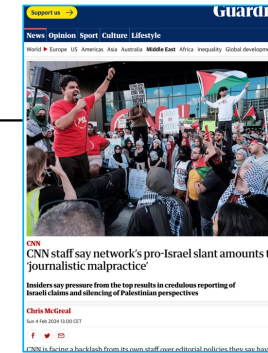 Support us →
Guardi
News Opinion Sport Culture Lifestyle
World ▸ Europe US Americas Asia Australia Middle East Africa Inequality Global developm
CNN
CNN staff say network's pro-Israel slant amounts t
'journalistic malpractice'
Insiders say pressure from the top results in credulous reporting of
Israeli claims and silencing of Palestinian perspectives
Chris McGreal
Sun 4 Feb 2024 13.00 CET
CNN is facing a backlash from its own staff over editorial policies they say hav